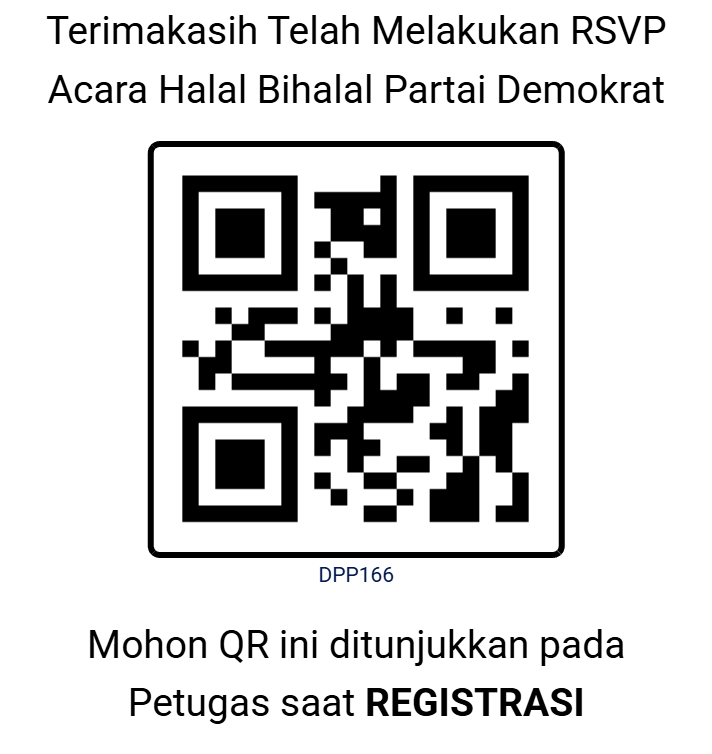 Terimakasih Telah Melakukan RSVP
Acara Halal Bihalal Partai Demokrat
DPP166
Mohon QR ini ditunjukkan pada
Petugas saat REGISTRASI